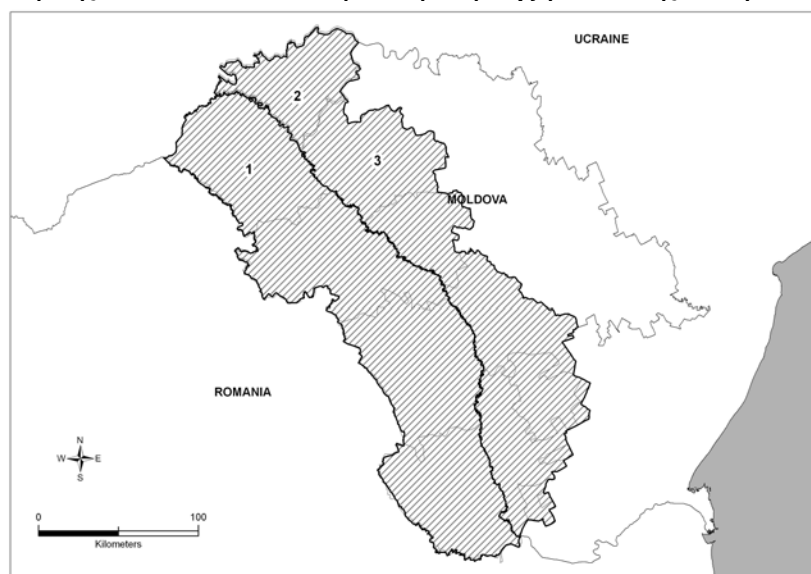 UCRAINE
2
1
3
MOLDOVA
ROMANIA
N
W E
S
0 100
Kilometers